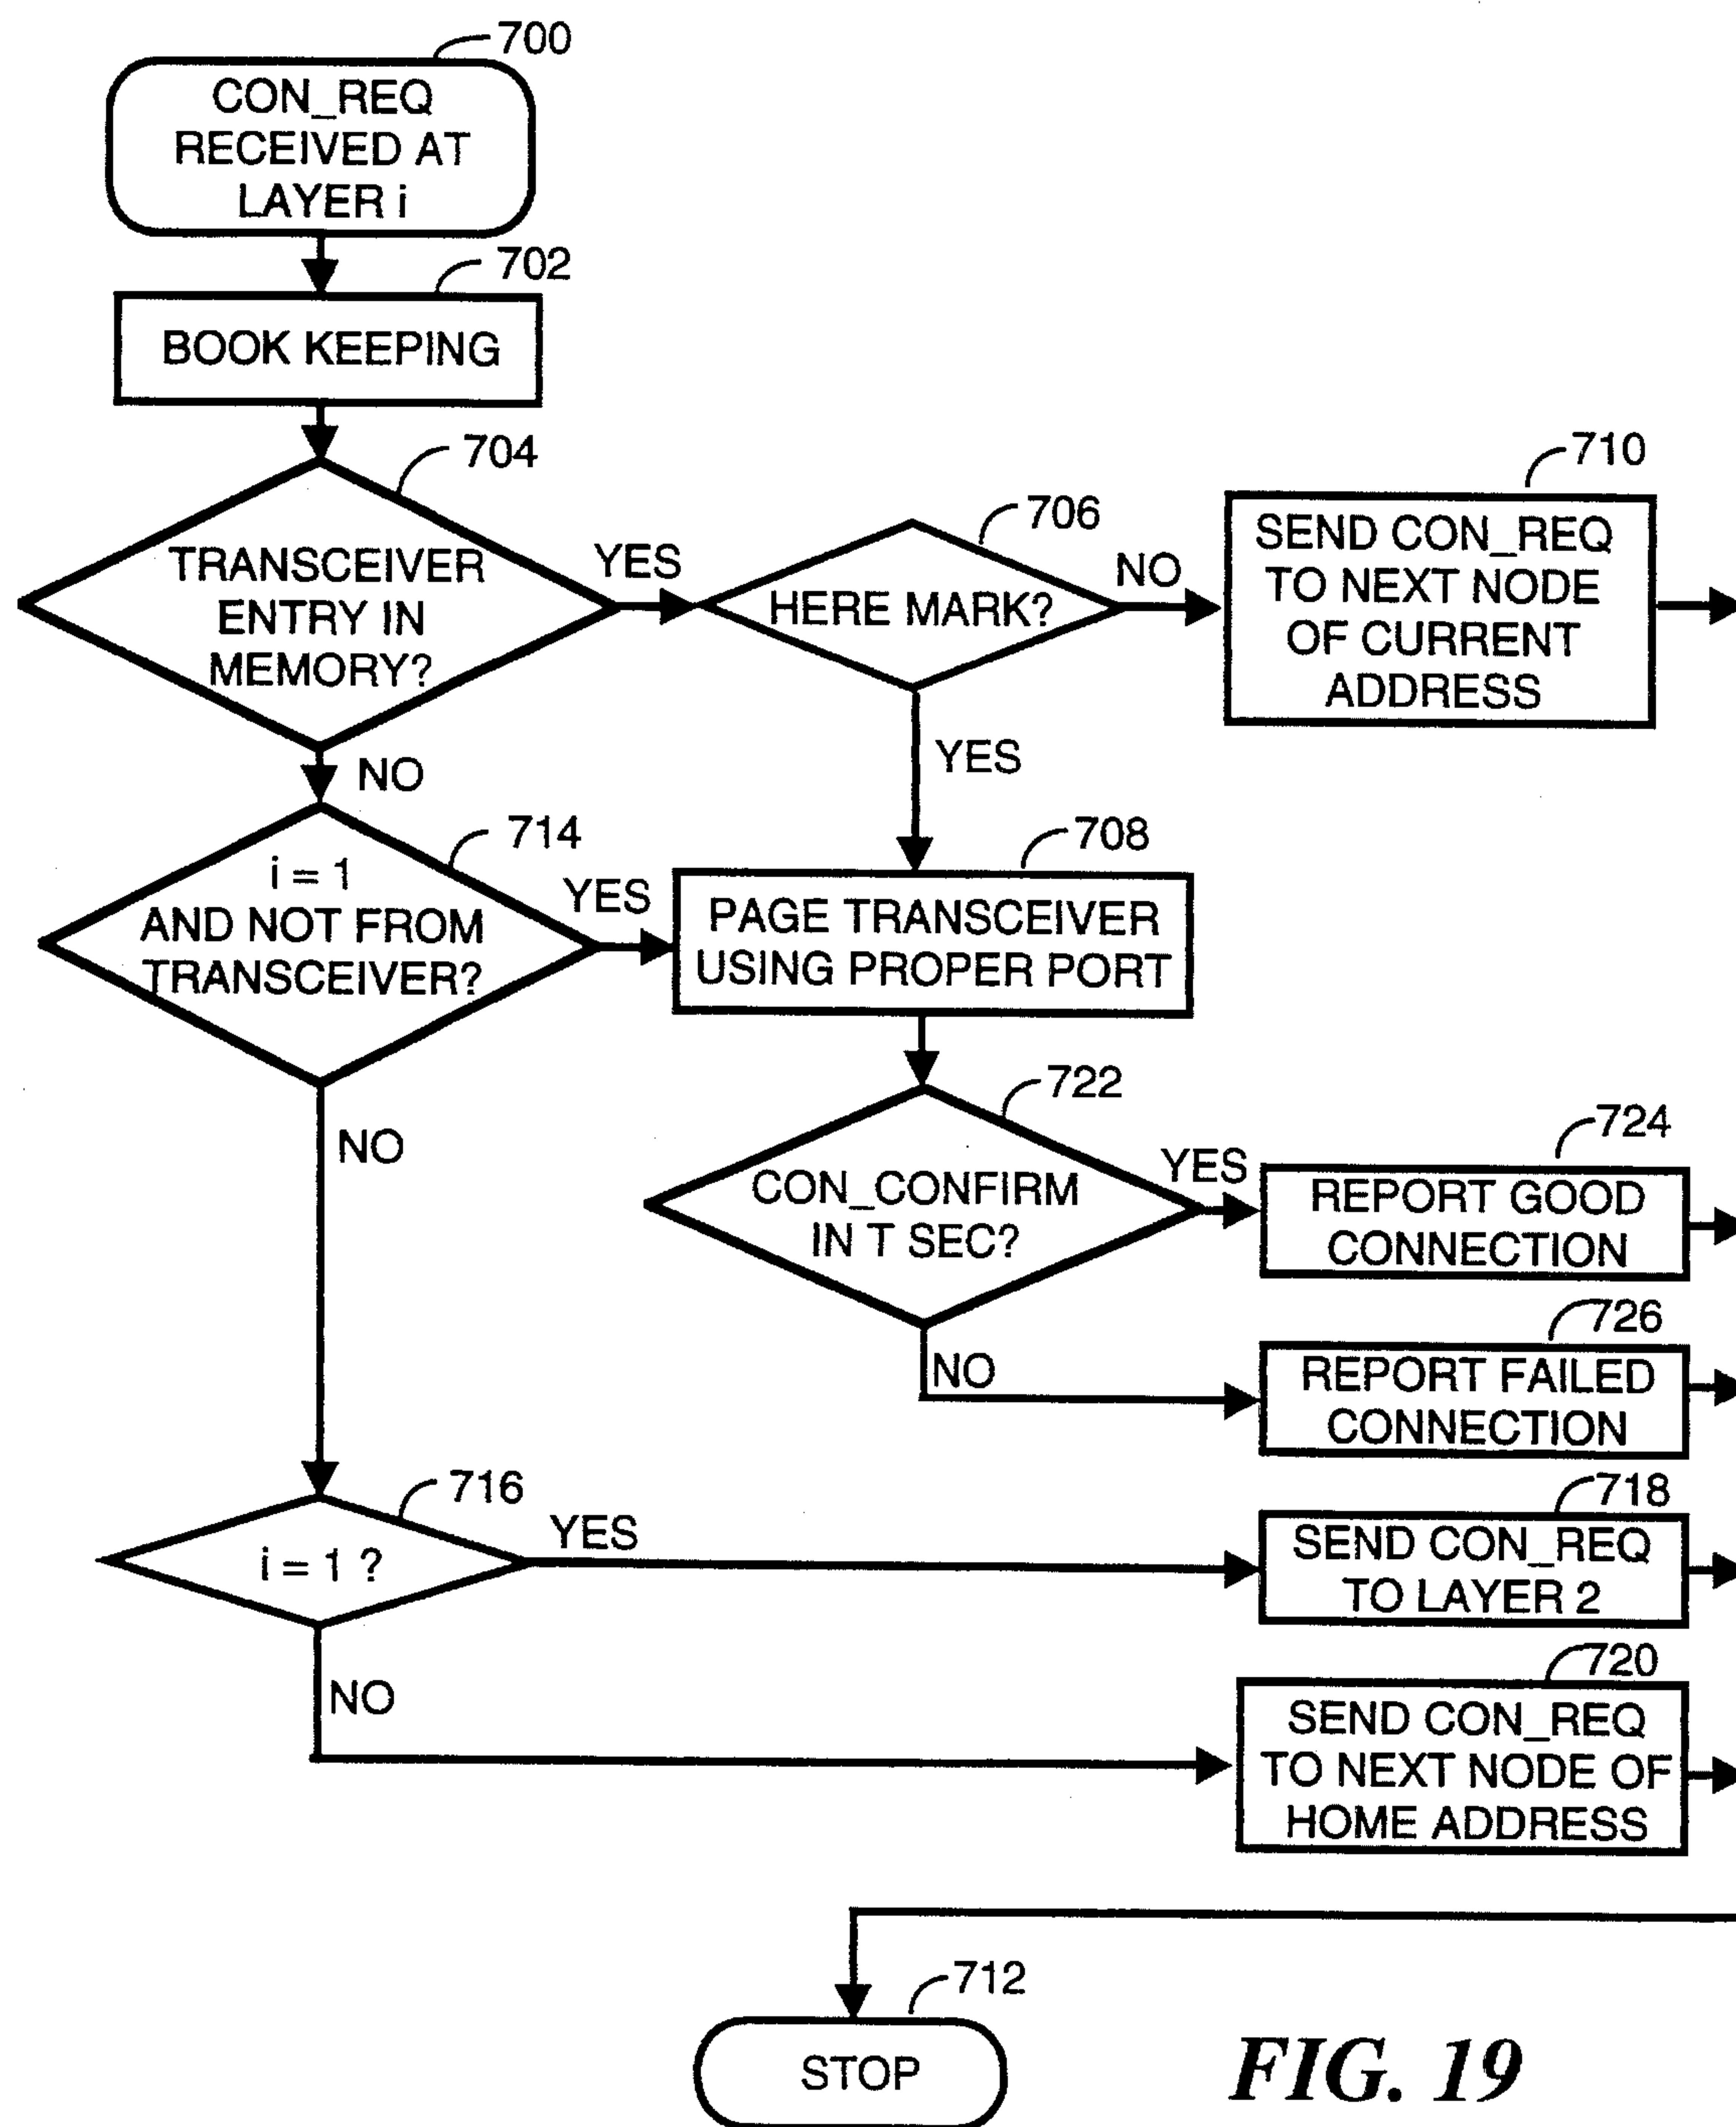 700
CON_REQ
RECEIVED AT
LAYER i
702
BOOK KEEPING
704
TRANSCEIVER
ENTRY IN
MEMORY?
YES
706
HERE MARK?
NO
710
SEND CON_REQ
TO NEXT NODE
OF CURRENT
ADDRESS
NO
YES
714
i = 1
AND NOT FROM
TRANSCEIVER?
YES
708
PAGE TRANSCEIVER
USING PROPER PORT
NO
722
CON_CONFIRM
IN T SEC?
YES
724
REPORT GOOD
CONNECTION
NO
726
REPORT FAILED
CONNECTION
716
i = 1 ?
YES
718
SEND CON_REQ
TO LAYER 2
NO
720
SEND CON_REQ
TO NEXT NODE OF
HOME ADDRESS
712
STOP
FIG. 19